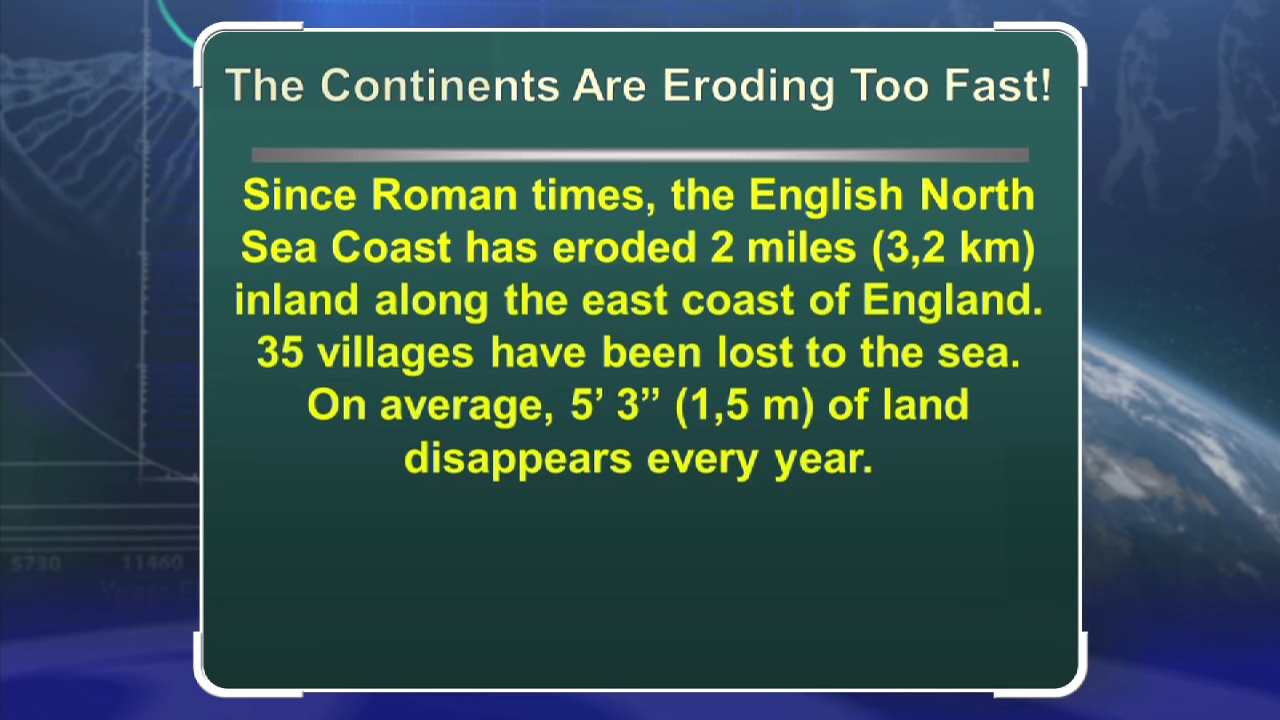 The Continents Are Eroding Too Fast!
Since Roman times, the English North
Sea Coast has eroded 2 miles (3,2 km)
inland along the east coast of England.
35 villages have been lost to the sea.
On average, 5’ 3” (1,5 m) of land
disappears every year.
5730 11460